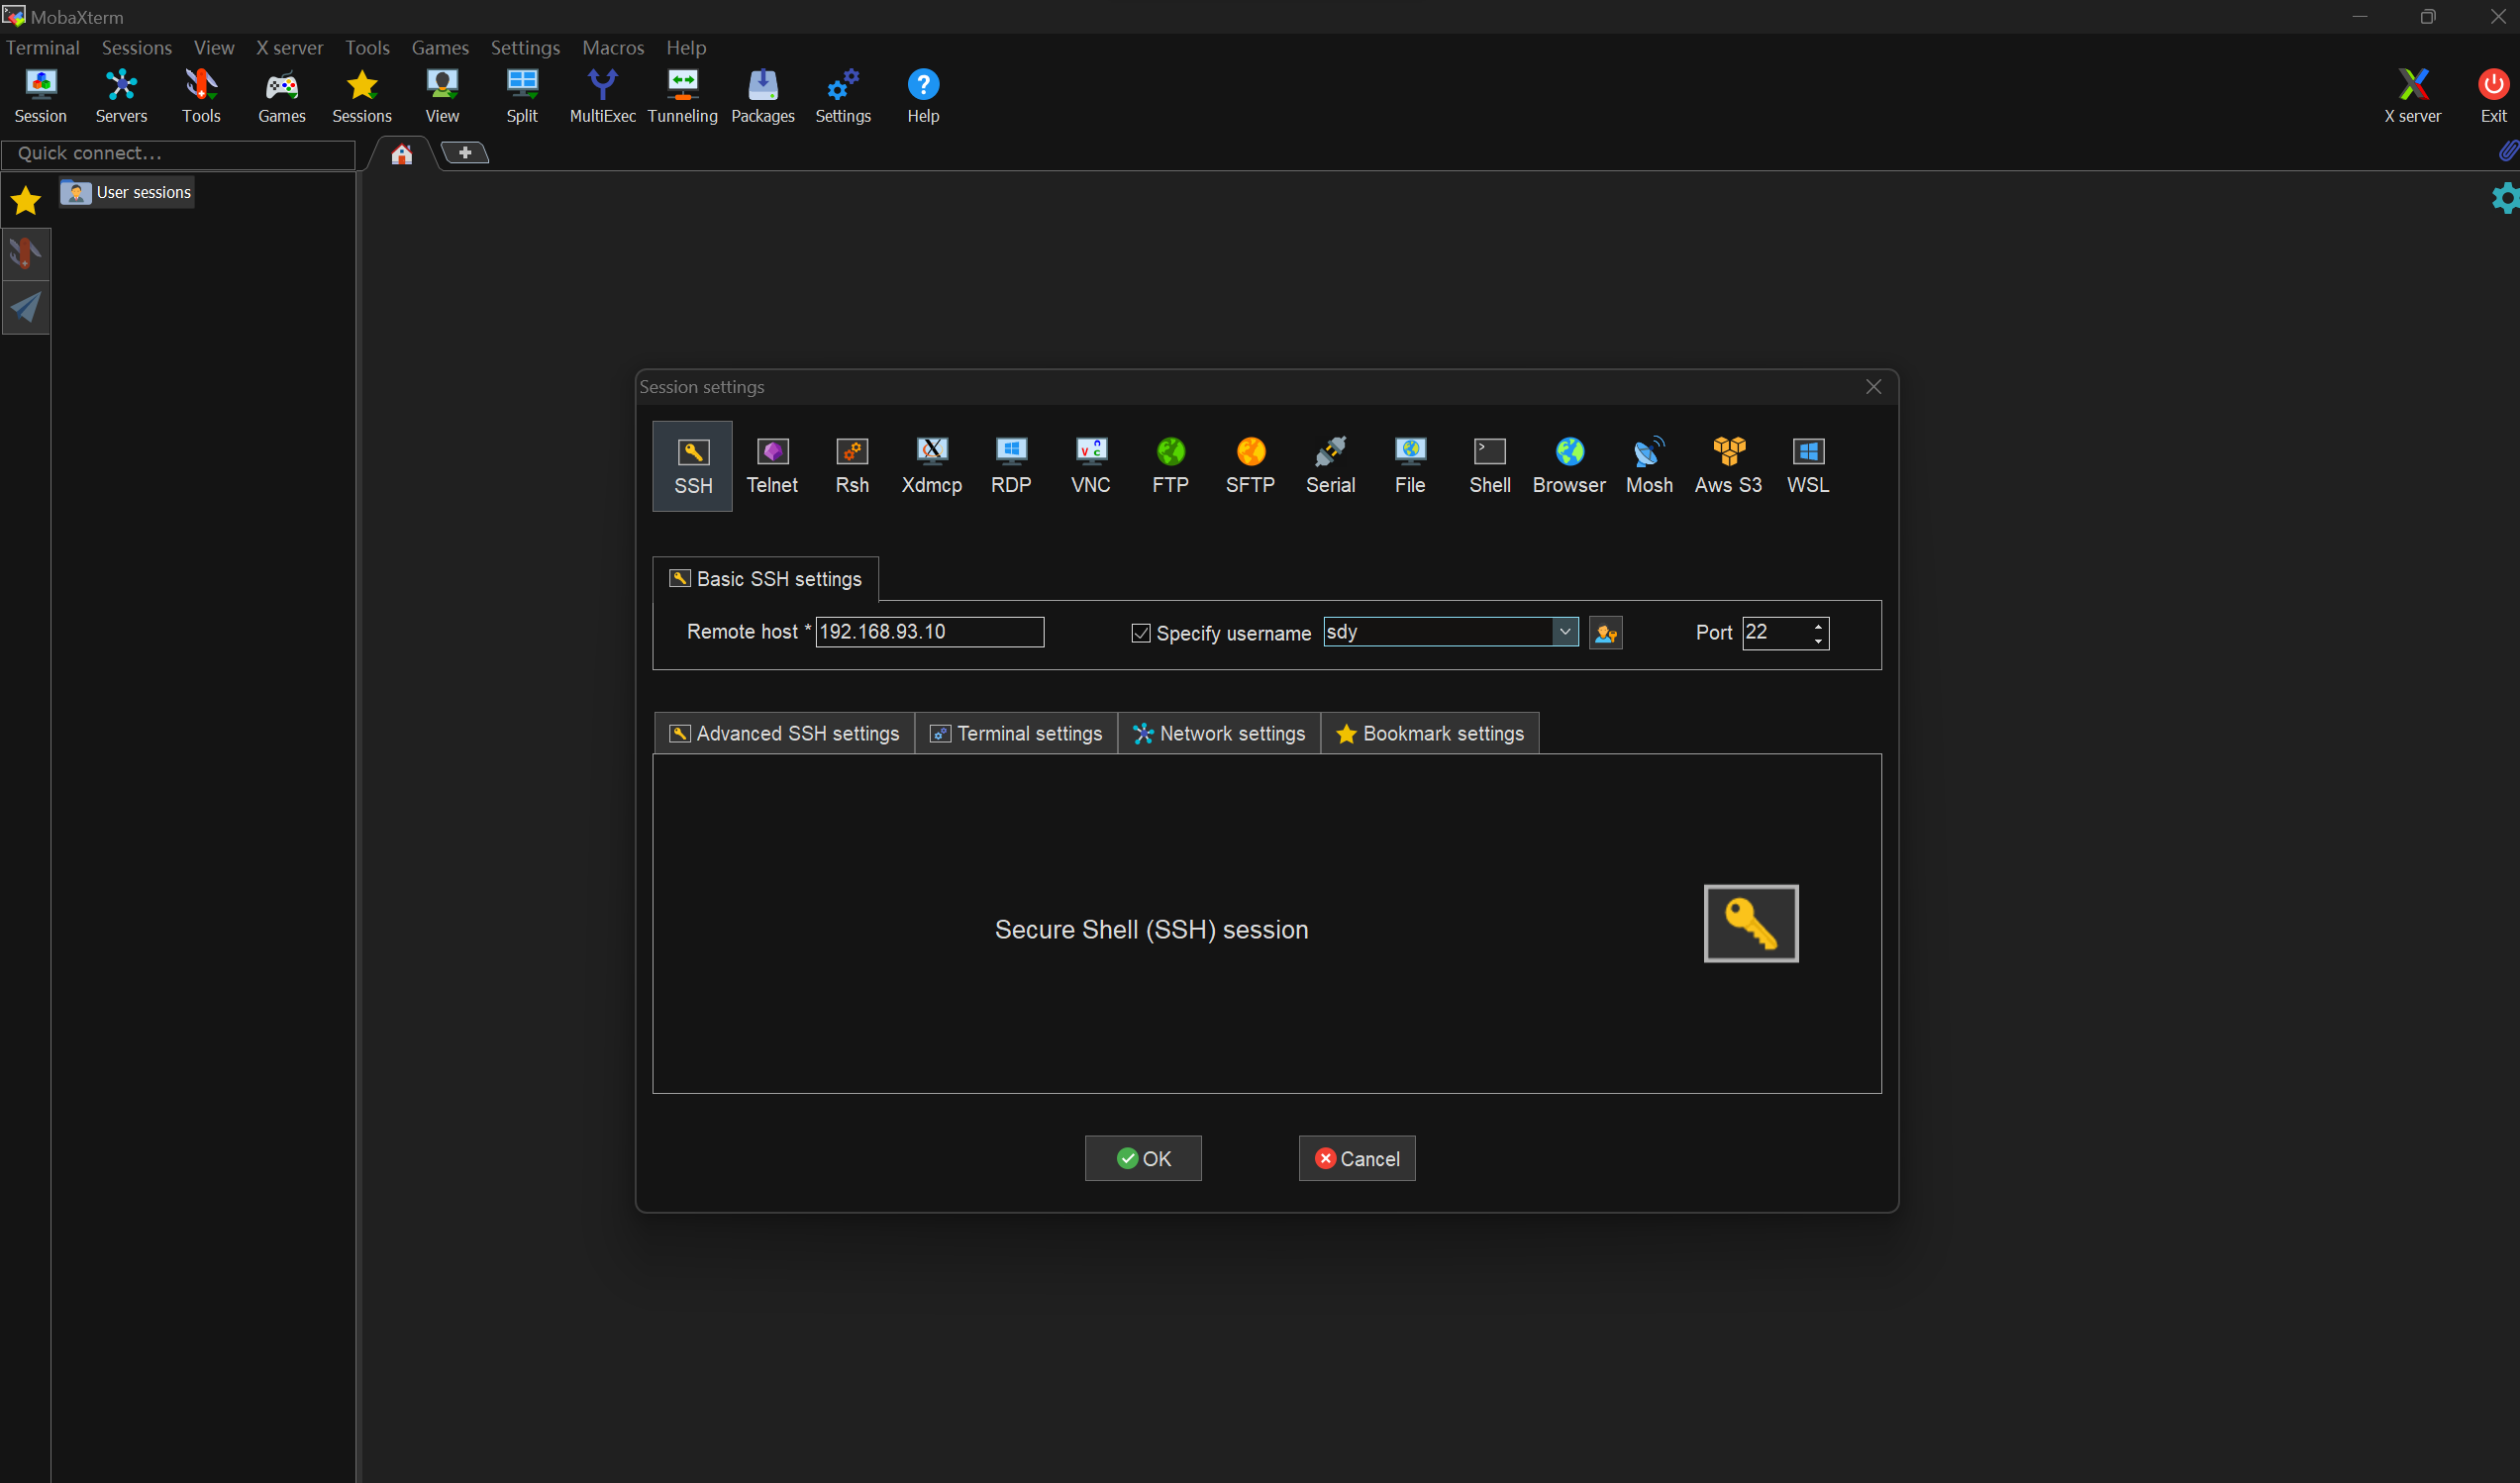 MobaXterm
Terminal Sessions View X server Tools Games Settings Macros Help
Session Servers Tools Games Sessions View Split MultiExec Tunneling Packages Settings Help X server Exit
Quick connect...
User sessions
Session settings
SSH Telnet Rsh Xdmcp RDP VNC FTP SFTP Serial File Shell Browser Mosh Aws S3 WSL
Basic SSH settings
Remote host * 192.168.93.10 Specify username sdy Port 22
Advanced SSH settings Terminal settings Network settings Bookmark settings
Secure Shell (SSH) session
OK Cancel